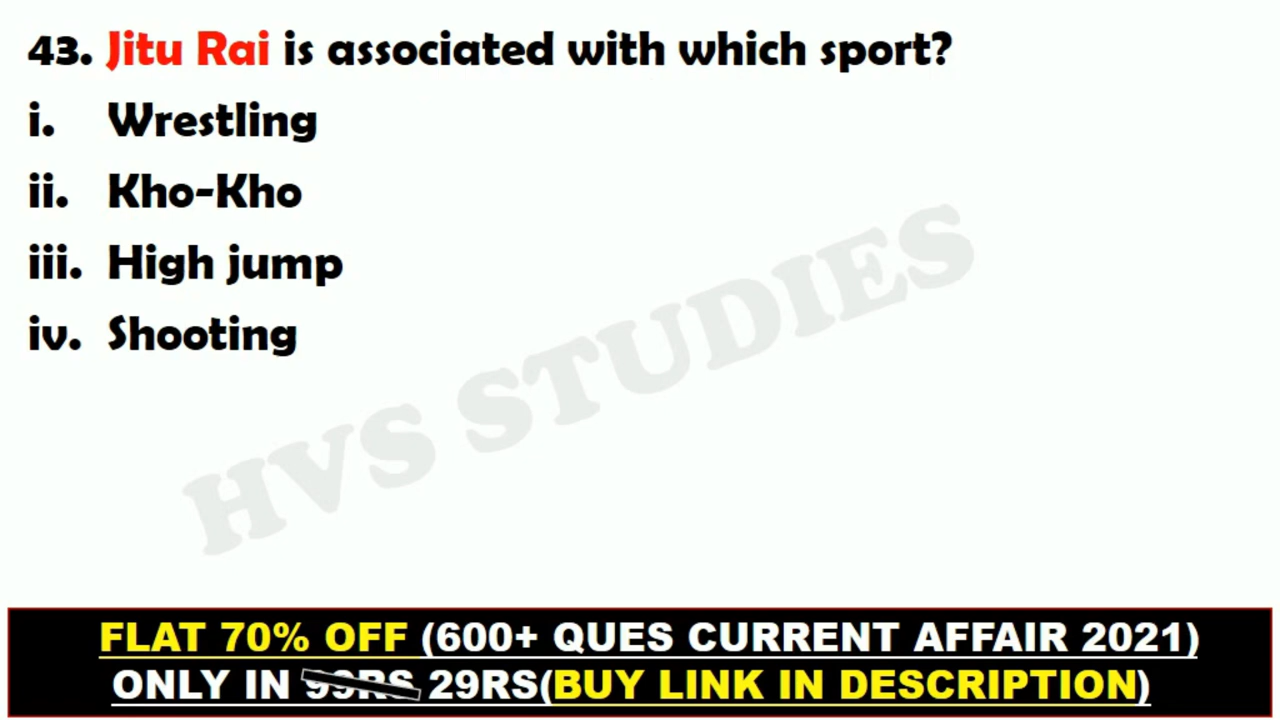 43. Jitu Rai is associated with which sport?
i. Wrestling
ii. Kho-Kho
iii. High jump
iv. Shooting
HVS STUDIES
FLAT 70% OFF (600+ QUES CURRENT AFFAIR 2021)
ONLY IN 99RS 29RS(BUY LINK IN DESCRIPTION)